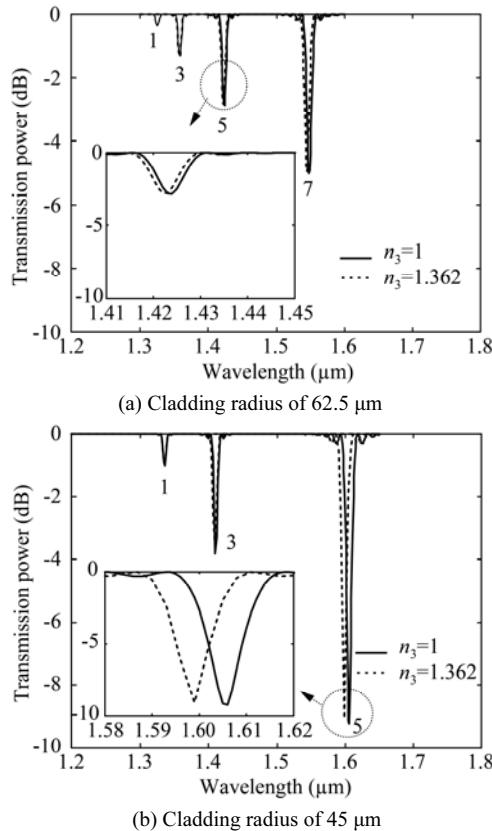 0
-2
-4
-6
-8
-10
Transmission power (dB)
1
3
5
7
0
-5
-10
1.41 1.42 1.43 1.44 1.45
n₃=1
n₃=1.362
1.2 1.3 1.4 1.5 1.6 1.7 1.8
Wavelength (μm)
(a) Cladding radius of 62.5 μm
0
-2
-4
-6
-8
-10
Transmission power (dB)
1
3
5
0
-5
-10
1.58 1.59 1.60 1.61 1.62
n₃=1
n₃=1.362
1.2 1.3 1.4 1.5 1.6 1.7 1.8
Wavelength (μm)
(b) Cladding radius of 45 μm